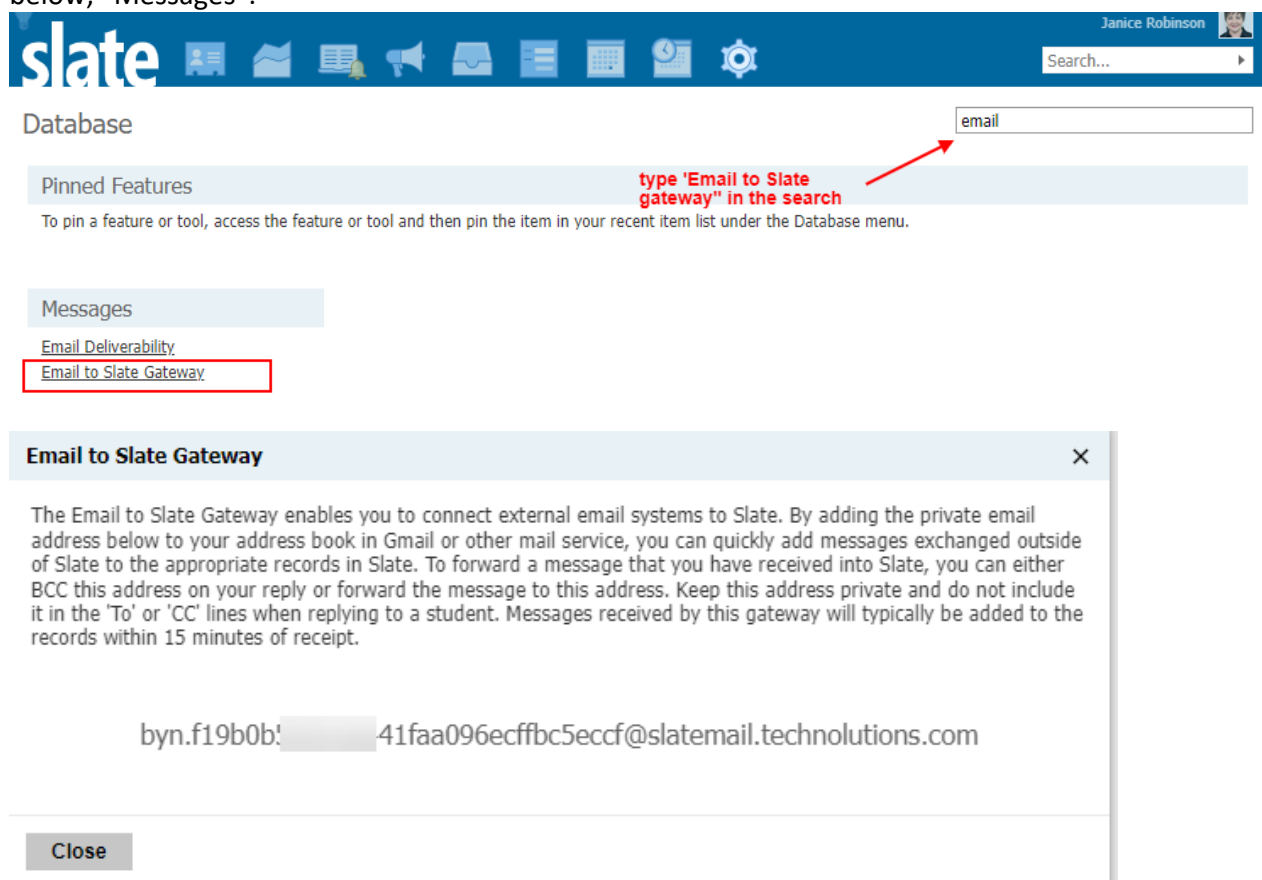 below, "Messages".
Janice Robinson
slate
Search...
Database
email
Pinned Features
type 'Email to Slate
gateway" in the search
To pin a feature or tool, access the feature or tool and then pin the item in your recent item list under the Database menu.
Messages
Email Deliverability
Email to Slate Gateway
Email to Slate Gateway
The Email to Slate Gateway enables you to connect external email systems to Slate. By adding the private email
address below to your address book in Gmail or other mail service, you can quickly add messages exchanged outside
of Slate to the appropriate records in Slate. To forward a message that you have received into Slate, you can either
BCC this address on your reply or forward the message to this address. Keep this address private and do not include
it in the 'To' or 'CC' lines when replying to a student. Messages received by this gateway will typically be added to the
records within 15 minutes of receipt.
byn.f19b0b 41faa096ecffbc5eccf@slatemail.technolutions.com
Close